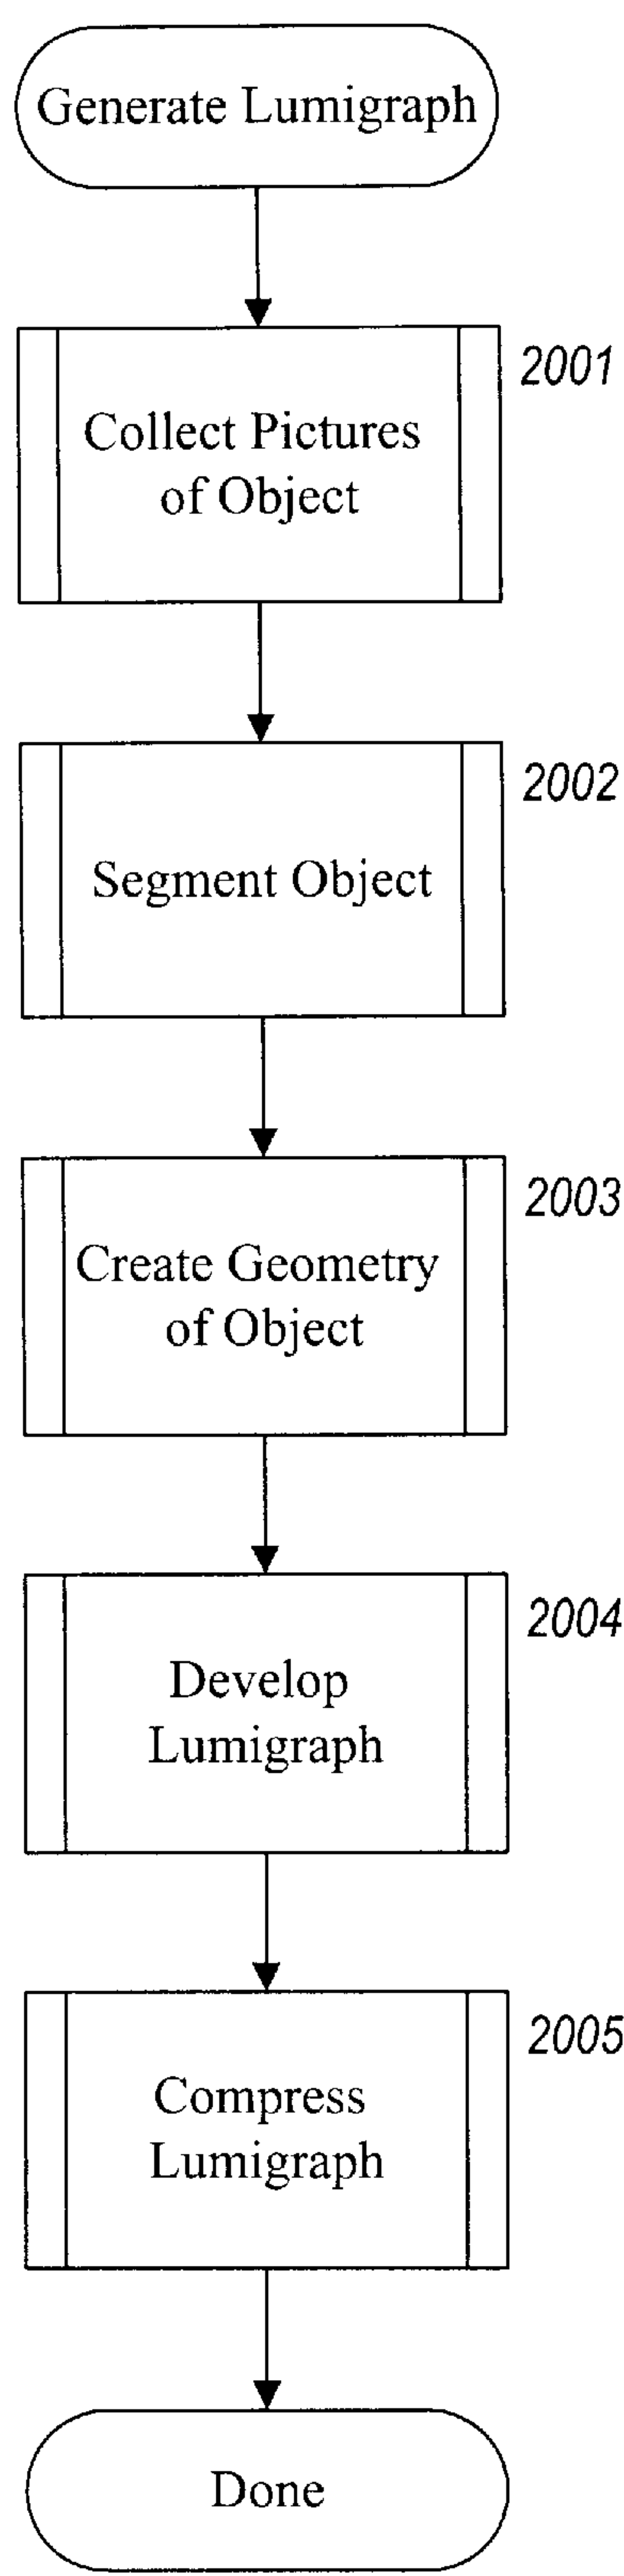 Generate Lumigraph
2001
Collect Pictures
of Object
2002
Segment Object
2003
Create Geometry
of Object
2004
Develop
Lumigraph
2005
Compress
Lumigraph
Done